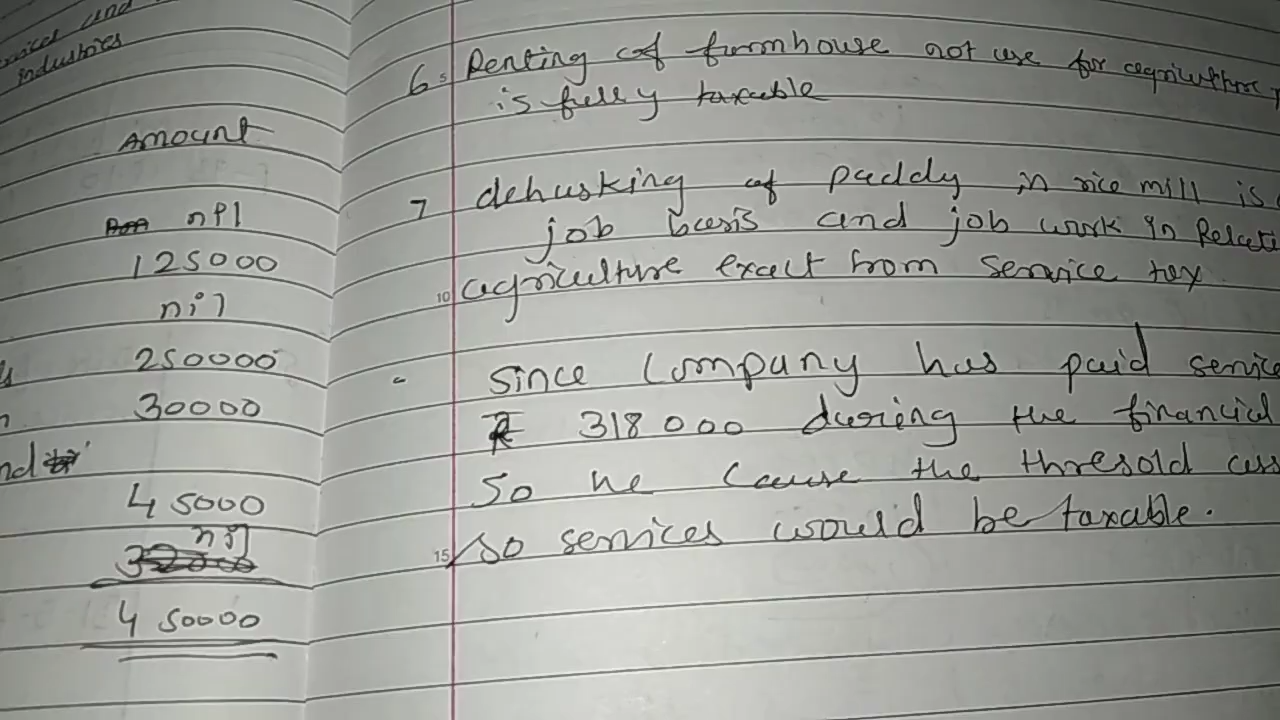 industries
Amount
nil
125000
nil
250000
30000
45000
nil
450000
6 Renting of farmhouse not use for agriculture
is fully taxable
7 dehusking of paddy in rice mill is
job basis and job work in Relati
10 agriculture exact from service tax
since Company has paid service
₹ 318000 during the financial
So he Cause the thresold
15 so services would be taxable.